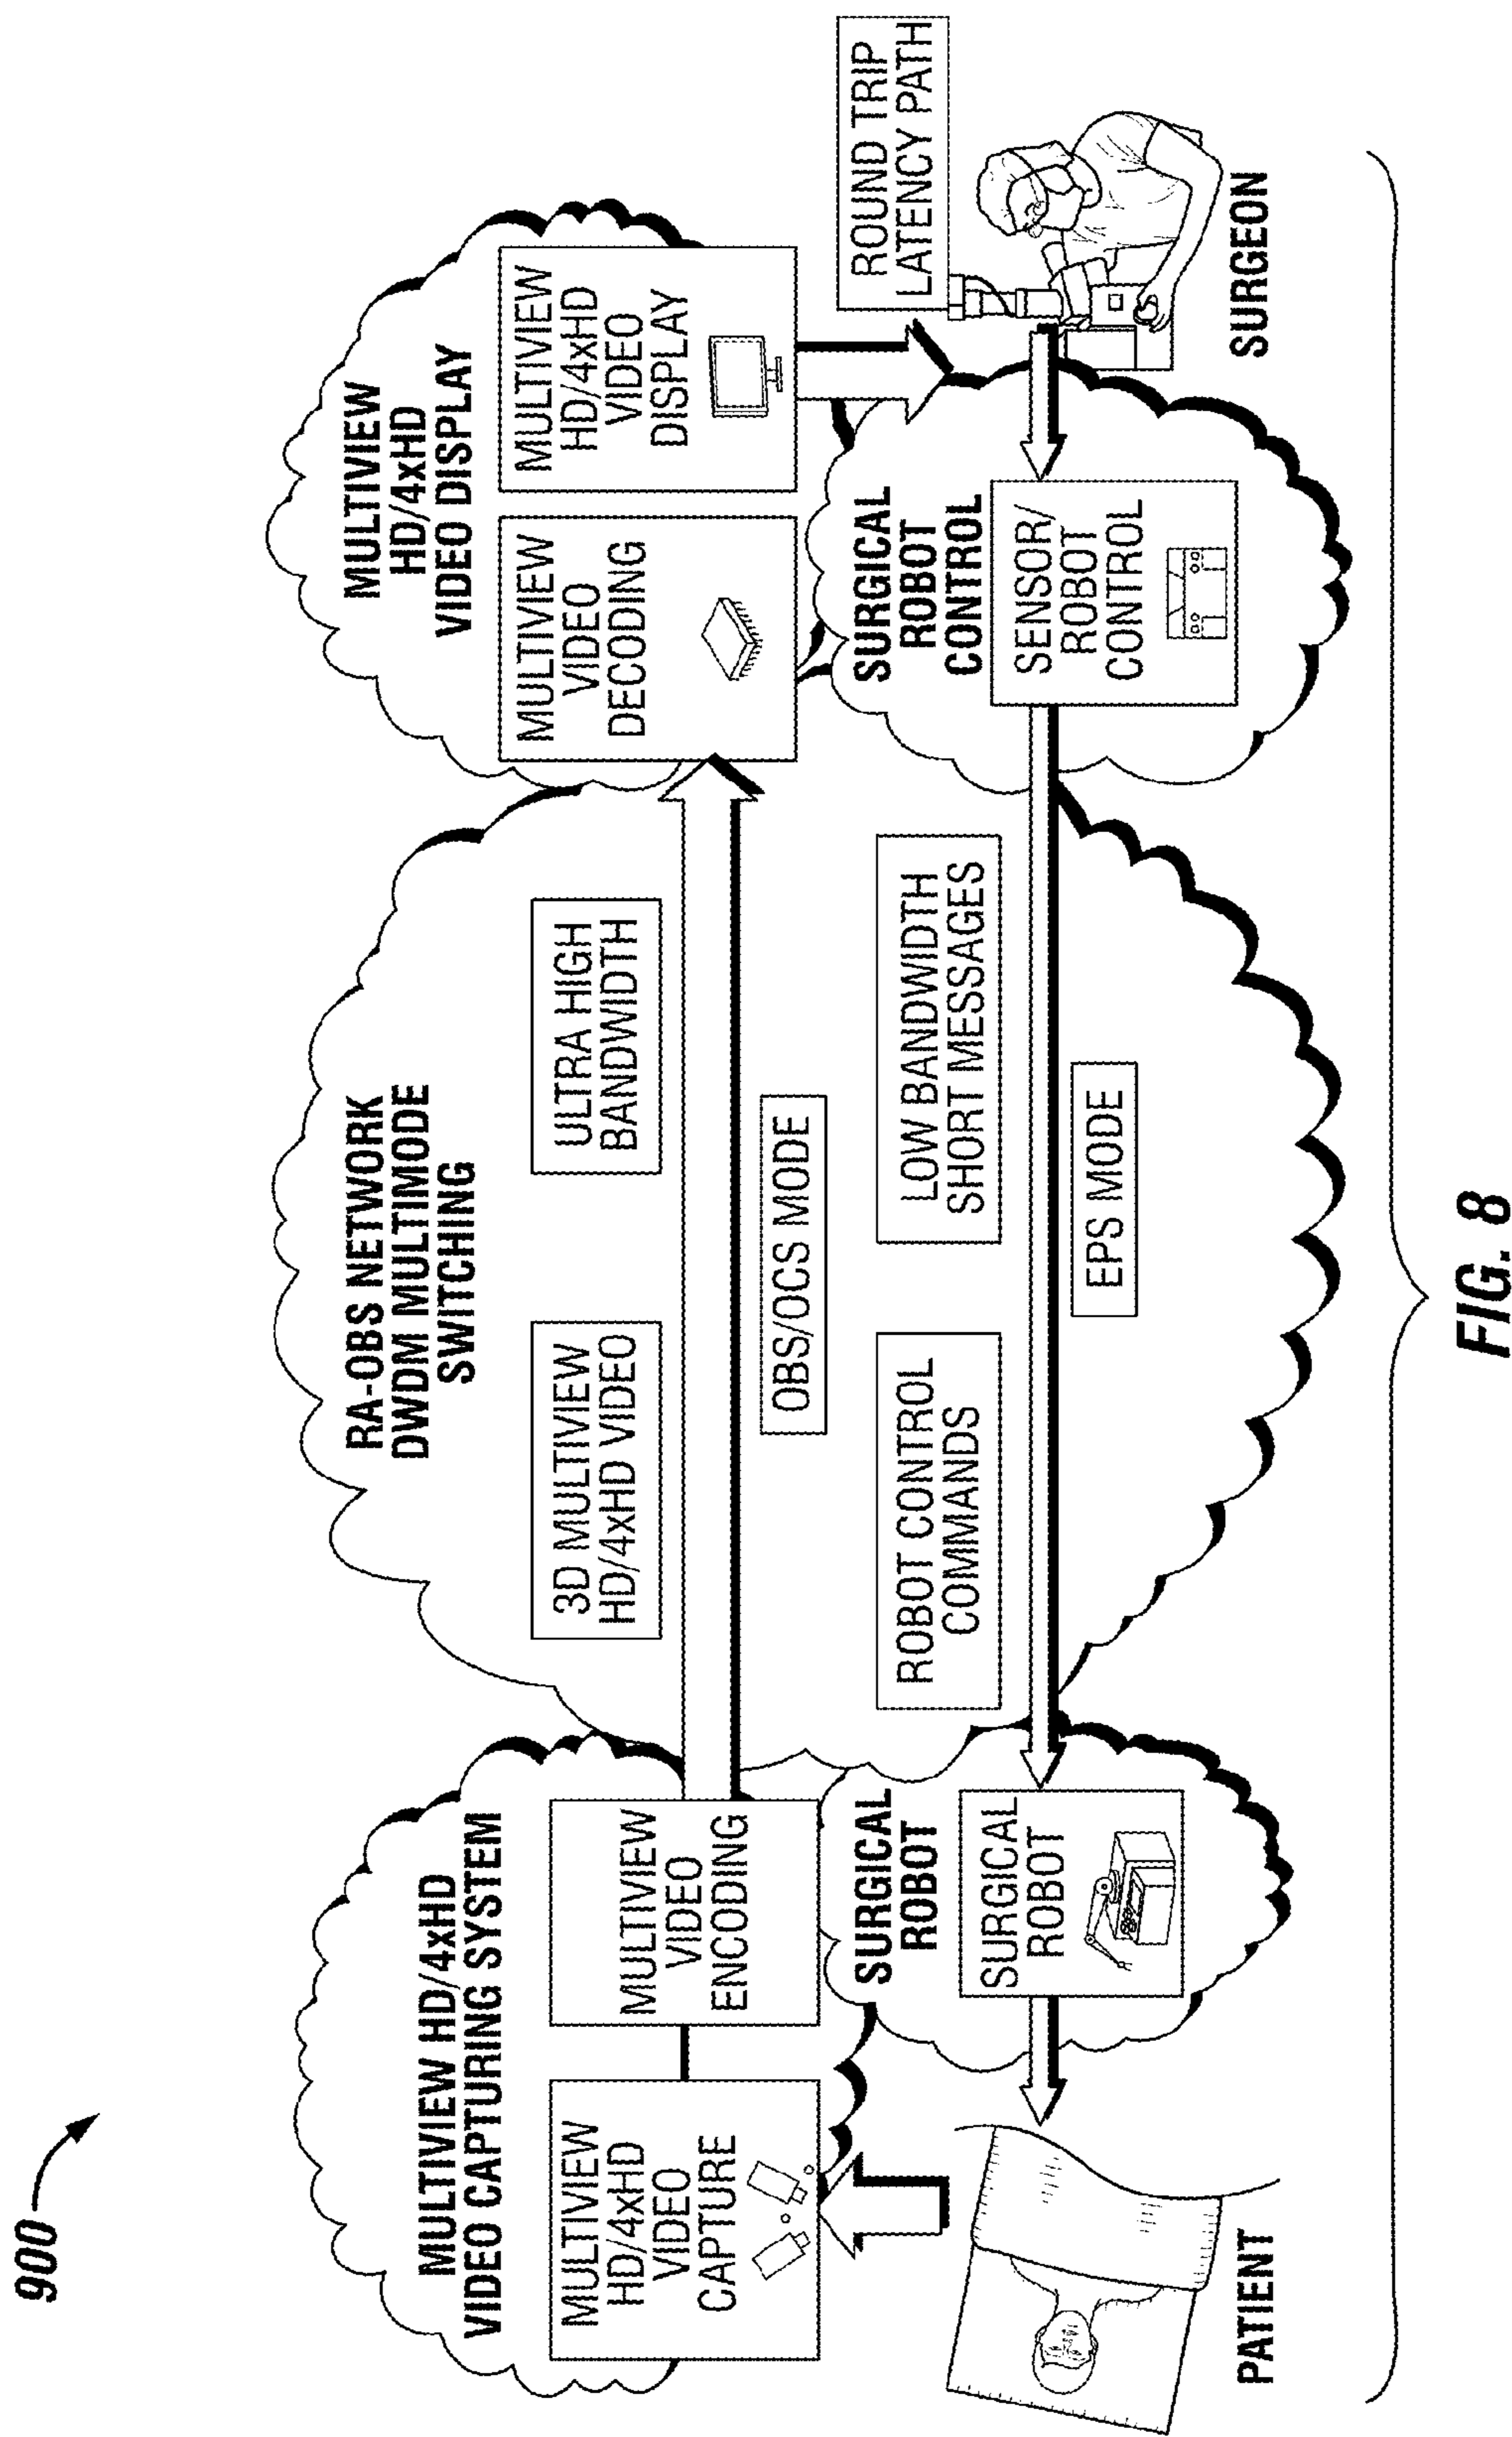 900
MULTIVIEW HD/4xHD
VIDEO CAPTURING SYSTEM
MULTIVIEW
HD/4xHD
VIDEO
CAPTURE
MULTIVIEW
VIDEO
ENCODING
RA-OBS NETWORK
DWDM MULTIMODE
SWITCHING
3D MULTIVIEW
HD/4xHD VIDEO
ULTRA HIGH
BANDWIDTH
OBS/OCS MODE
MULTIVIEW
HD/4xHD
VIDEO DISPLAY
MULTIVIEW
VIDEO
DECODING
MULTIVIEW
HD/4xHD
VIDEO
DISPLAY
ROUND TRIP
LATENCY PATH
SURGICAL
ROBOT
SURGICAL
ROBOT
ROBOT CONTROL
COMMANDS
LOW BANDWIDTH
SHORT MESSAGES
EPS MODE
SURGICAL
ROBOT
CONTROL
SENSOR/
ROBOT
CONTROL
PATIENT
SURGEON
FIG. 8